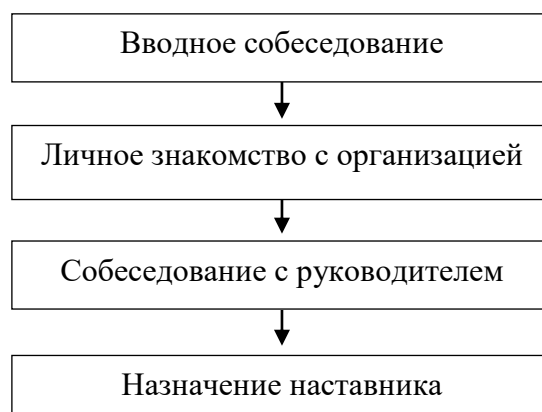 Вводное собеседование
Личное знакомство с организацией
Собеседование с руководителем
Назначение наставника